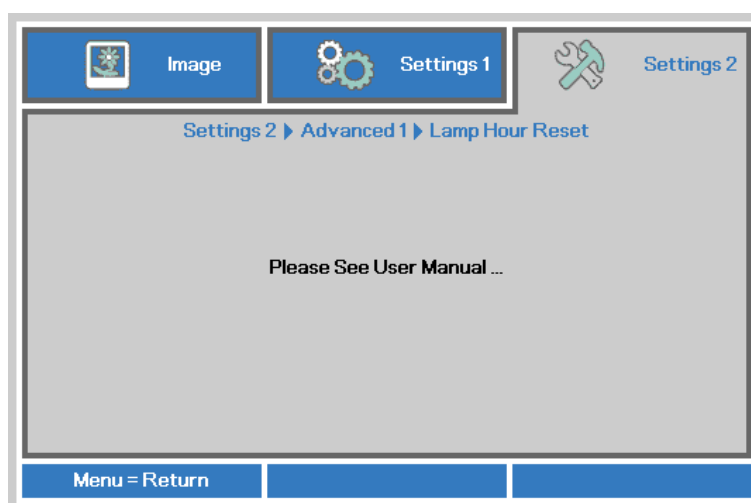 Image
Settings 1
Settings 2
Settings 2 ▶ Advanced 1 ▶ Lamp Hour Reset
Please See User Manual ...
Menu = Return